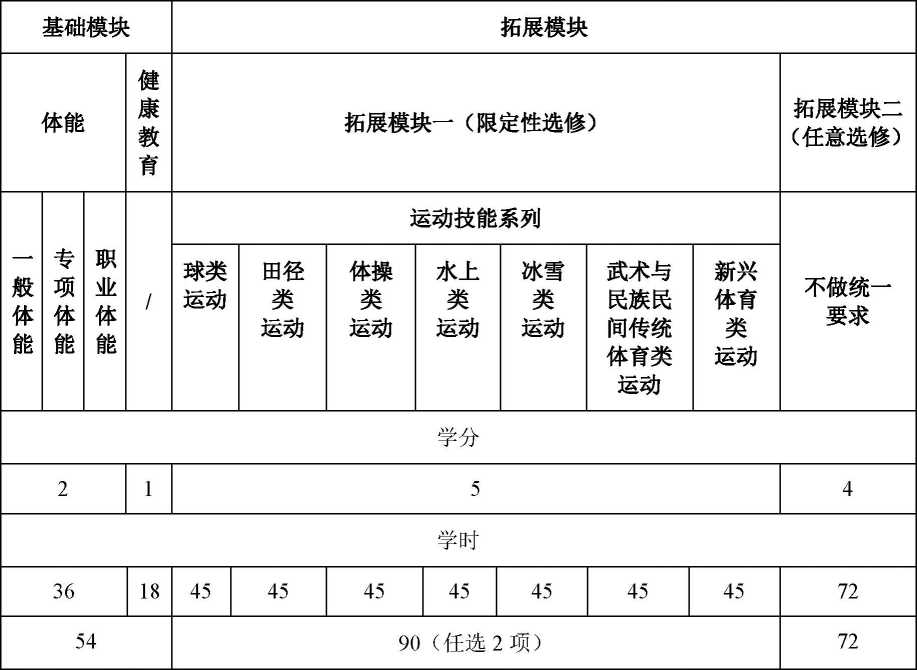 基础模块
拓展模块
体能
健
康
教
育
拓展模块一（限定性选修）
拓展模块二
（任意选修）
一
般
体
能
专
项
体
能
职
业
体
能
/
运动技能系列
球类
运动
田径
类
运动
体操
类
运动
水上
类
运动
冰雪
类
运动
武术与
民族民
间传统
体育类
运动
新兴
体育
类
运动
不做统一
要求
学分
2
1
5
4
学时
36
18
45
45
45
45
45
45
45
72
54
90（任选2项）
72